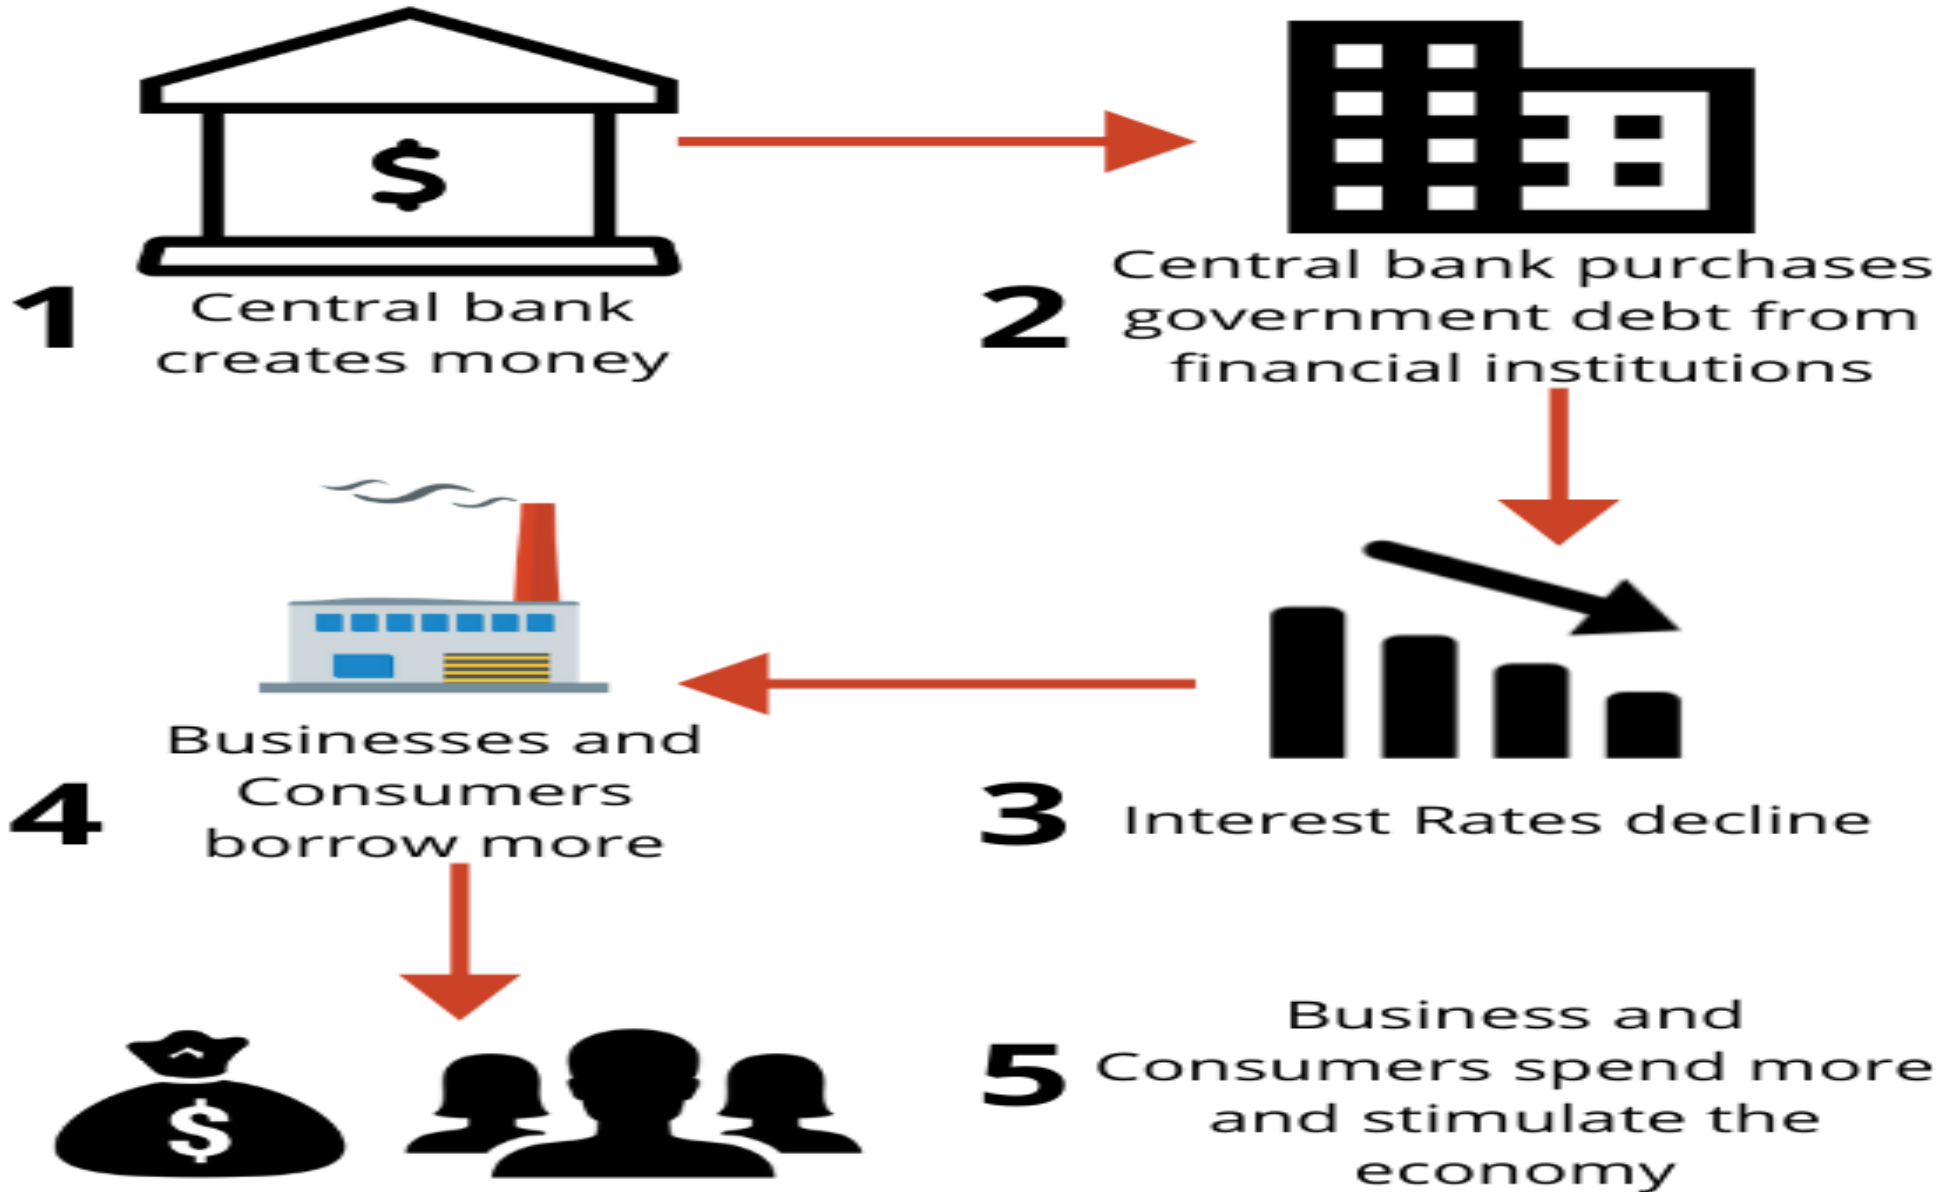 $
1
Central bank
creates money
2
Central bank purchases
government debt from
financial institutions
3
Interest Rates decline
4
Businesses and
Consumers
borrow more
$
5
Business and
Consumers spend more
and stimulate the
economy